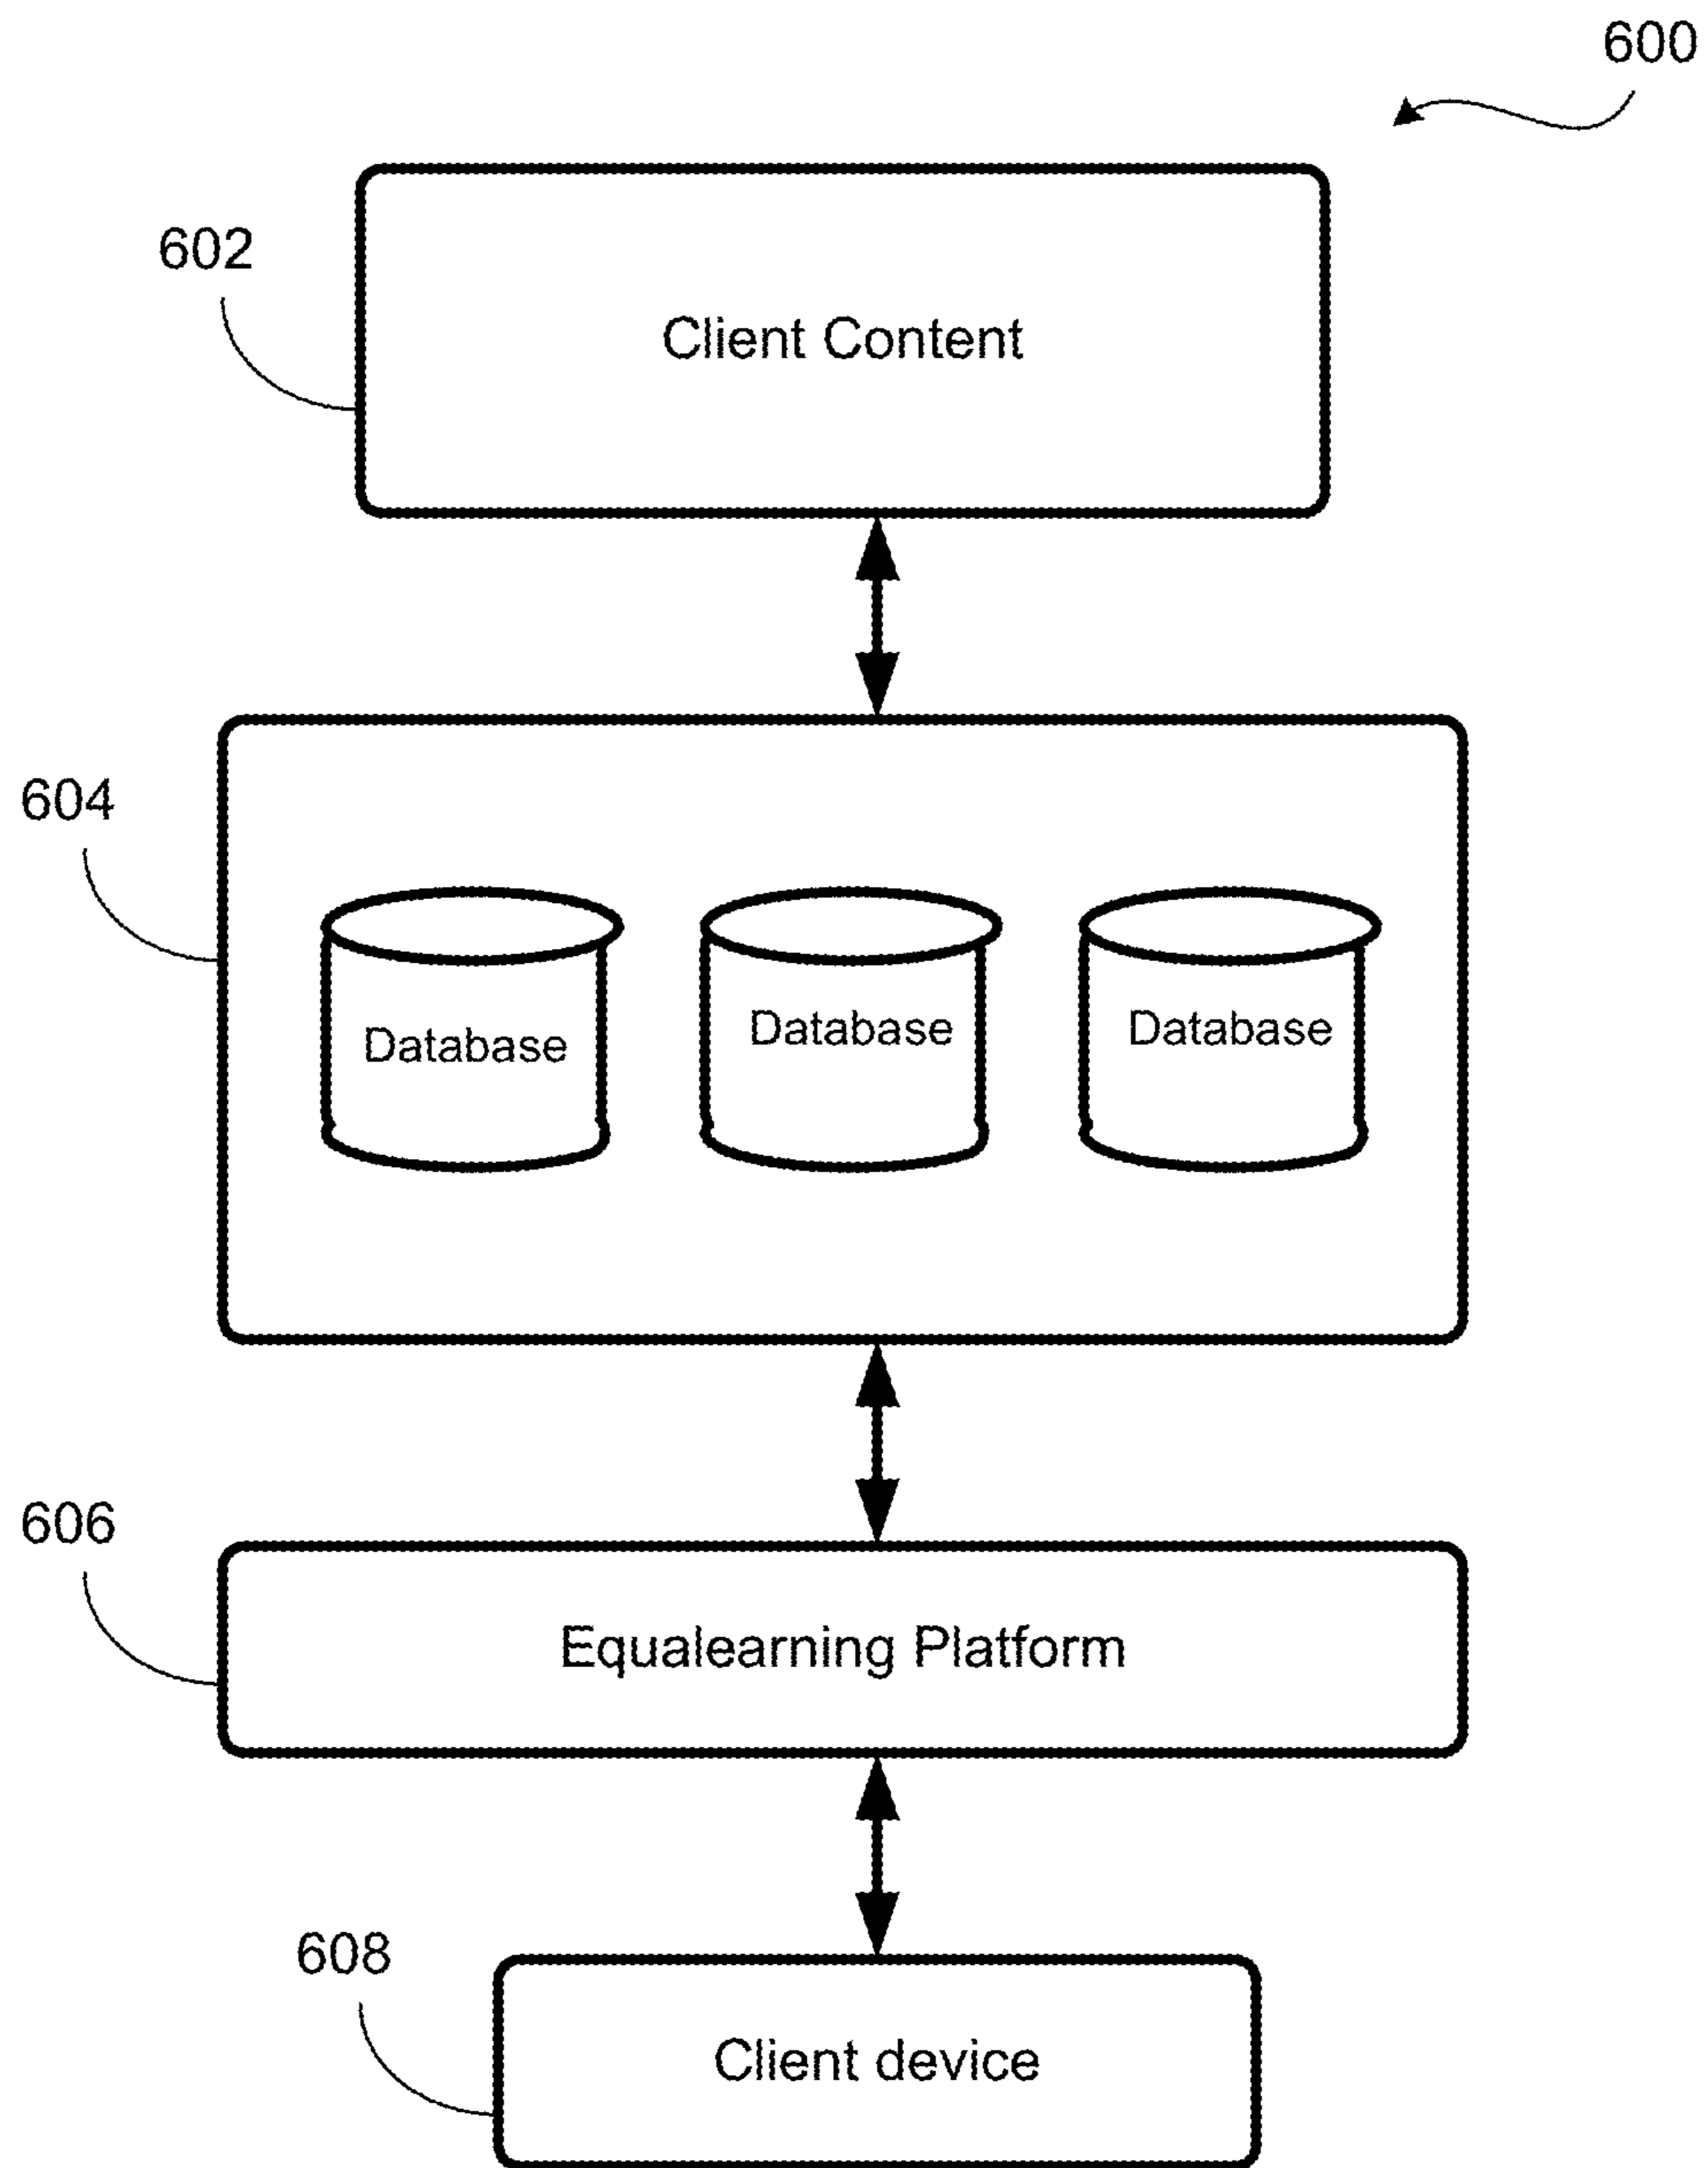 600
602
Client Content
604
Database
Database
Database
606
Equalearning Platform
608
Client device